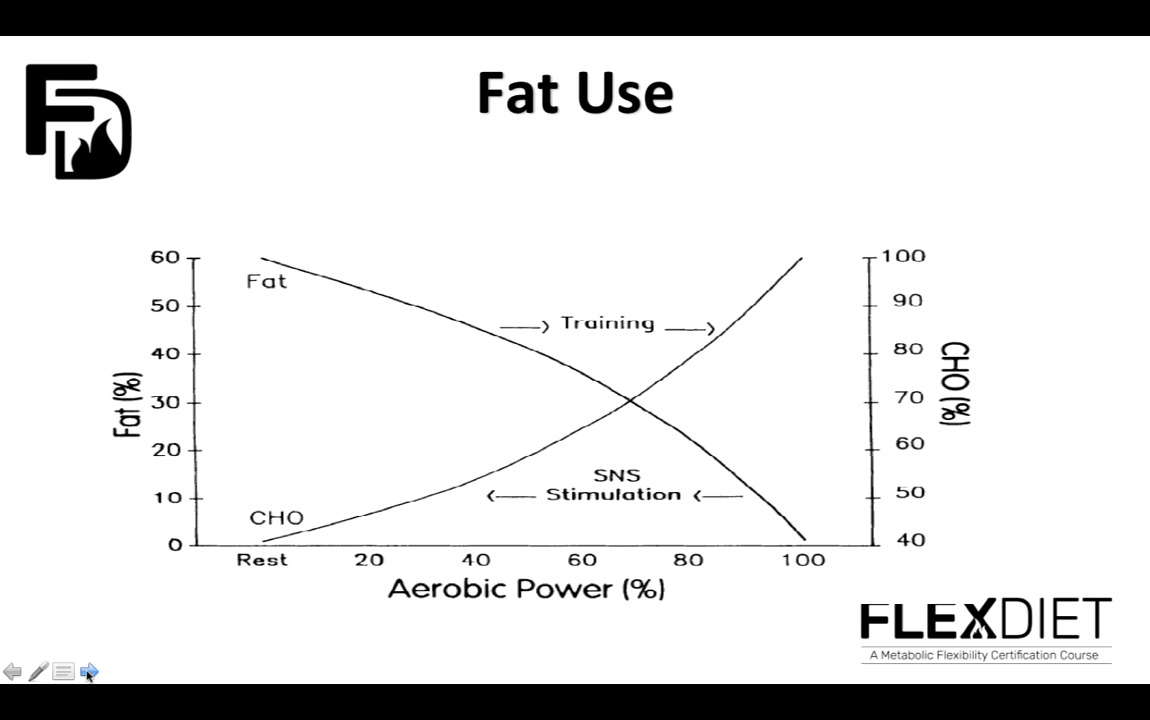 FD
Fat Use
60
50
40
30
20
10
0
Fat (%)
Fat
Training
SNS
Stimulation
CHO
100
90
80
70
60
50
40
CHO (%)
Rest 20 40 60 80 100
Aerobic Power (%)
FLEXDIET
A Metabolic Flexibility Certification Course